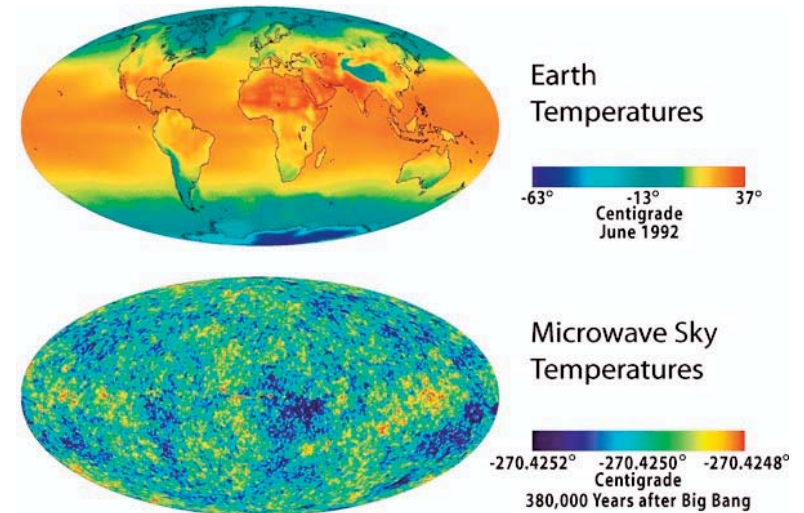 Earth
Temperatures
-63° -13° 37°
Centigrade
June 1992
Microwave Sky
Temperatures
-270.4252° -270.4250° -270.4248°
Centigrade
380,000 Years after Big Bang